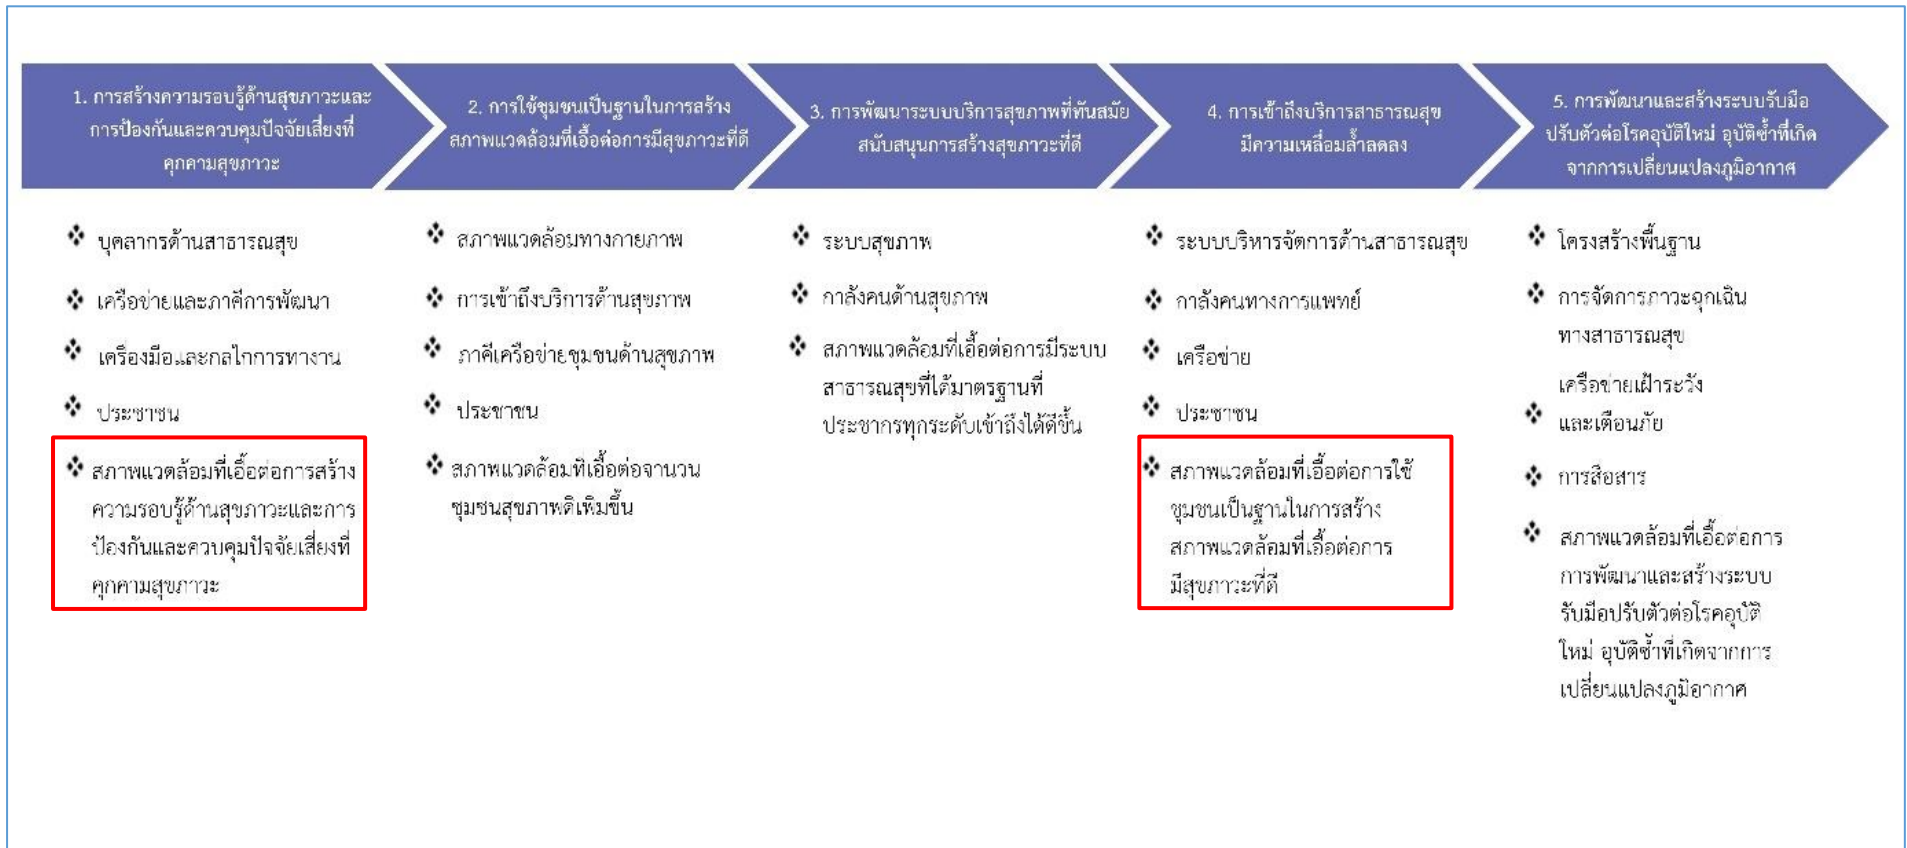 1. การสร้างความรอบรู้ด้านสุขภาวะและ
การป้องกันและควบคุมปัจจัยเสี่ยงที่
คุกคามสุขภาวะ
2. การใช้ชุมชนเป็นฐานในการสร้าง
สภาพแวดล้อมที่เอื้อต่อการมีสุขภาวะที่ดี
3. การพัฒนาระบบบริการสุขภาพที่ทันสมัย
สนับสนุนการสร้างสุขภาวะที่ดี
4. การเข้าถึงบริการสาธารณสุข
มีความเหลื่อมล้ำลดลง
5. การพัฒนาและสร้างระบบรับมือ
ปรับตัวต่อโรคอุบัติใหม่ อุบัติซ้ำที่เกิด
จากการเปลี่ยนแปลงภูมิอากาศ
❖ บุคลากรด้านสาธารณสุข
❖ เครือข่ายและภาคีการพัฒนา
❖ เครื่องมือและกลไกการทางาน
❖ ประชาชน
❖ สภาพแวดล้อมที่เอื้อต่อการสร้าง
ความรอบรู้ด้านสุขภาวะและการ
ป้องกันและควบคุมปัจจัยเสี่ยงที่
คุกคามสุขภาวะ
❖ สภาพแวดล้อมทางกายภาพ
❖ การเข้าถึงบริการด้านสุขภาพ
❖ ภาคีเครือข่ายชุมชนด้านสุขภาพ
❖ ประชาชน
❖ สภาพแวดล้อมที่เอื้อต่อจานวน
ชุมชนสุขภาพดีเพิ่มขึ้น
❖ ระบบสุขภาพ
❖ กาลังคนด้านสุขภาพ
❖ สภาพแวดล้อมที่เอื้อต่อการมีระบบ
สาธารณสุขที่ได้มาตรฐานที่
ประชากรทุกระดับเข้าถึงได้ดีขึ้น
❖ ระบบบริหารจัดการด้านสาธารณสุข
❖ กาลังคนทางการแพทย์
❖ เครือข่าย
❖ ประชาชน
❖ สภาพแวดล้อมที่เอื้อต่อการใช้
ชุมชนเป็นฐานในการสร้าง
สภาพแวดล้อมที่เอื้อต่อการ
มีสุขภาวะที่ดี
❖ โครงสร้างพื้นฐาน
❖ การจัดการภาวะฉุกเฉิน
ทางสาธารณสุข
เครือข่ายเฝ้าระวัง
❖ และเตือนภัย
❖ การสื่อสาร
❖ สภาพแวดล้อมที่เอื้อต่อการ
การพัฒนาและสร้างระบบ
รับมือปรับตัวต่อโรคอุบัติ
ใหม่ อุบัติซ้ำที่เกิดจากการ
เปลี่ยนแปลงภูมิอากาศ